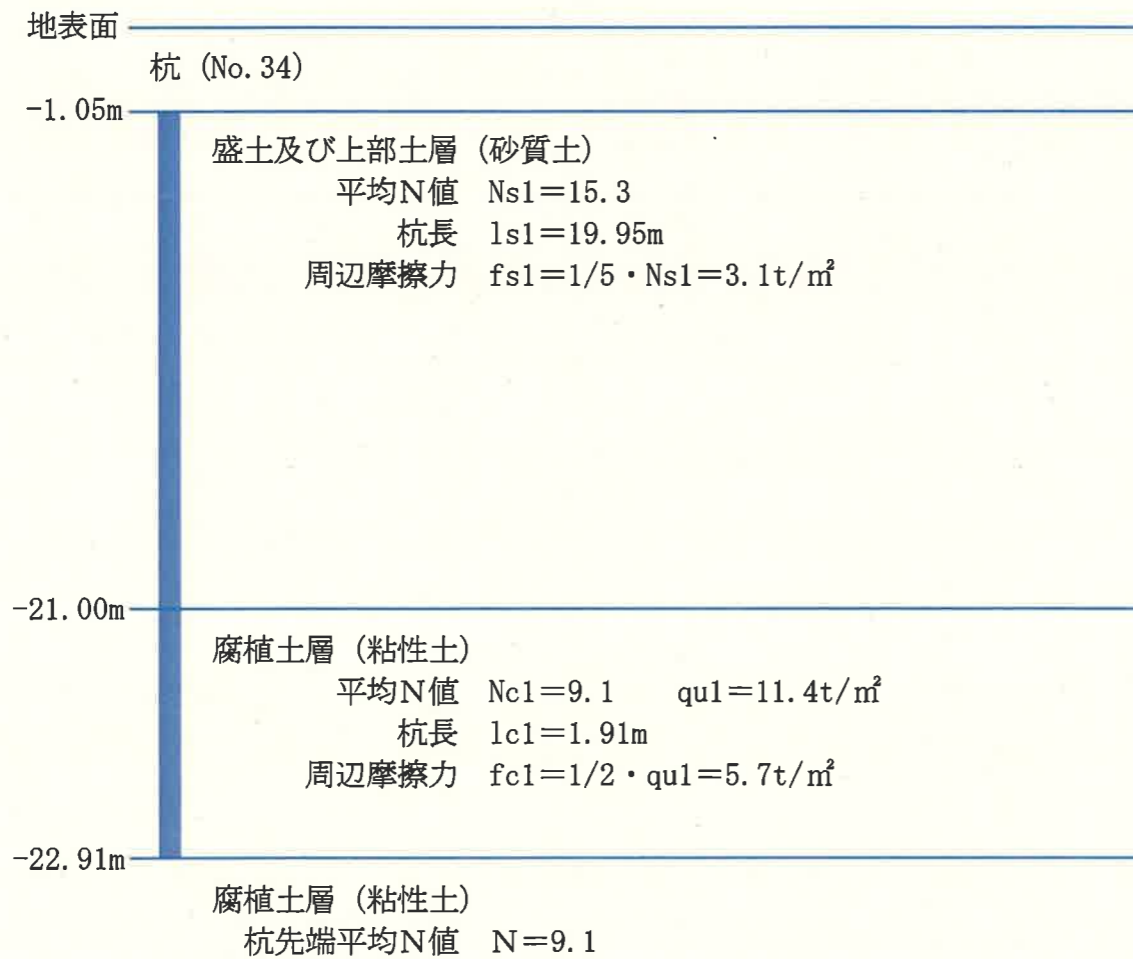 地表面
杭 (No.34)
-1.05m
盛土及び上部土層 (砂質土)
平均N値 Ns1=15.3
杭長 ls1=19.95m
周辺摩擦力 fs1=1/5・Ns1=3.1t/㎡
-21.00m
腐植土層 (粘性土)
平均N値 Nc1=9.1 qu1=11.4t/㎡
杭長 lc1=1.91m
周辺摩擦力 fc1=1/2・qu1=5.7t/㎡
-22.91m
腐植土層 (粘性土)
杭先端平均N値 N=9.1